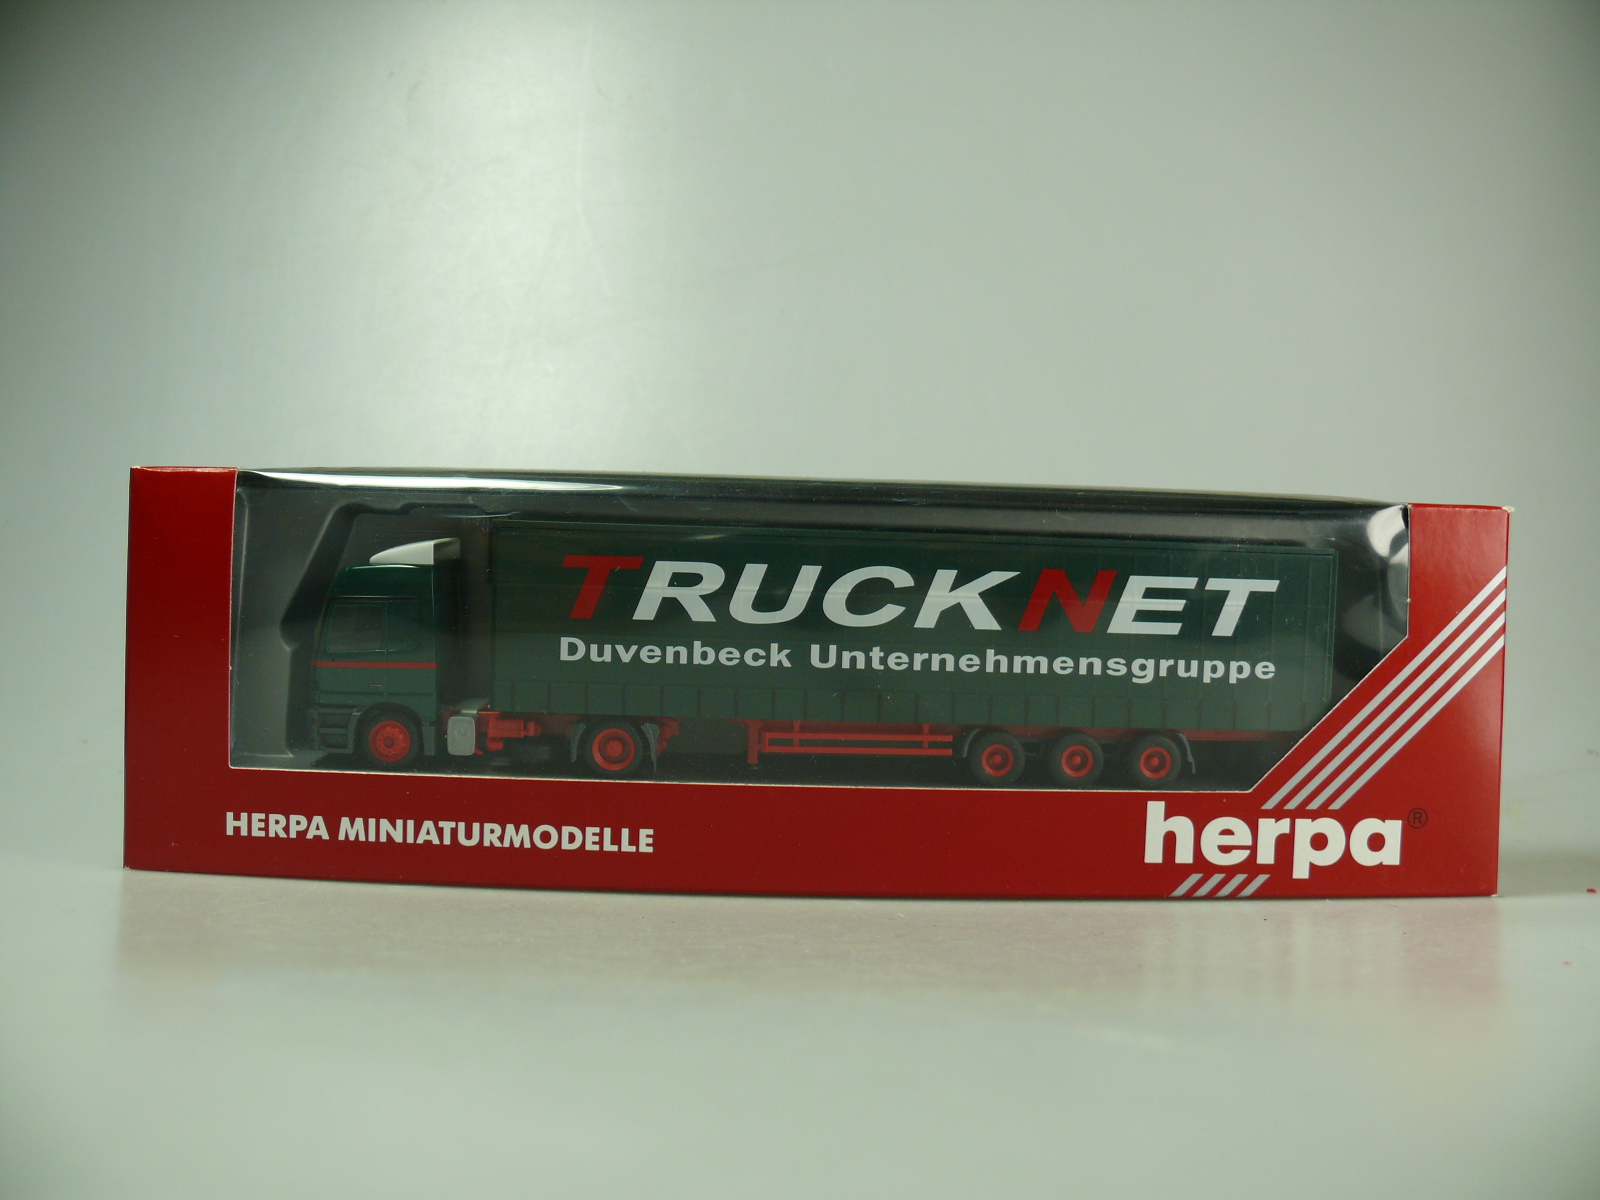 TRUCKNET
Duvenbeck Unternehmensgruppe
HERPA MINIATURMODELLE
herpa®